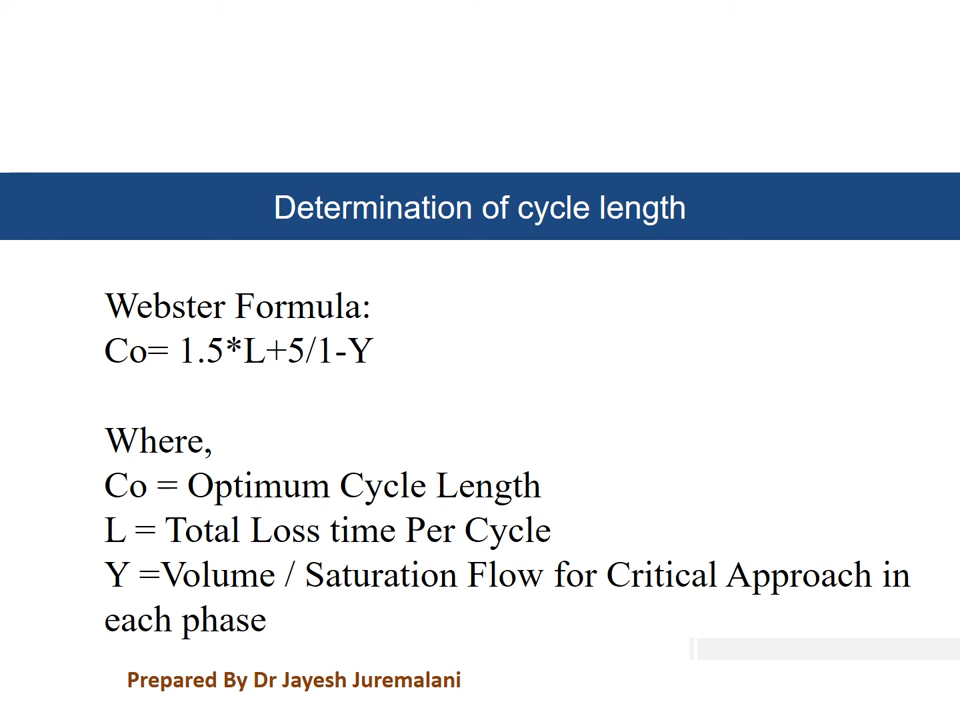 Determination of cycle length
Webster Formula:
Co= 1.5*L+5/1-Y
Where,
Co = Optimum Cycle Length
L = Total Loss time Per Cycle
Y =Volume / Saturation Flow for Critical Approach in
each phase
Prepared By Dr Jayesh Juremalani